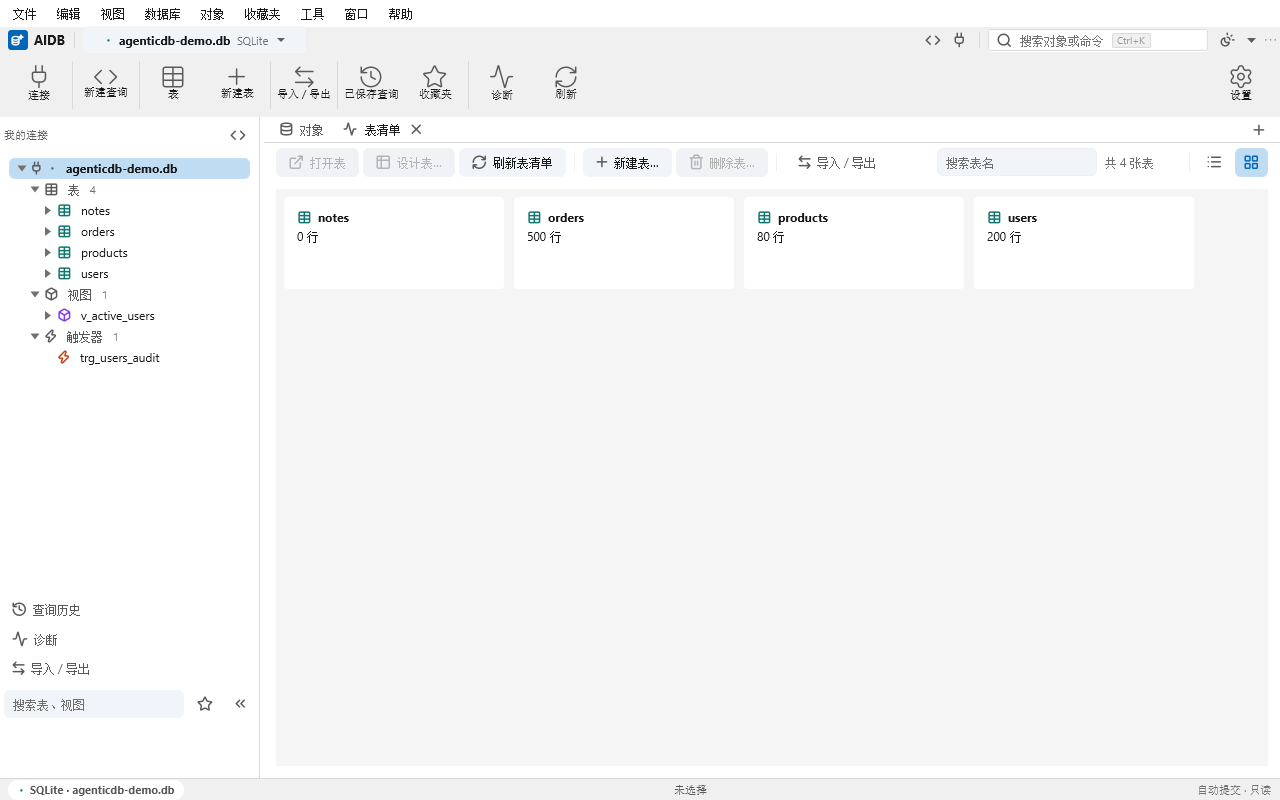 文件 编辑 视图 数据库 对象 收藏夹 工具 窗口 帮助
AIDB agenticdb-demo.db SQLite 搜索对象或命令 Ctrl+K
连接 新建查询 表 新建表 导入 / 导出 已保存查询 收藏夹 诊断 刷新 设置
我的连接
agenticdb-demo.db
表 4
notes
orders
products
users
视图 1
v_active_users
触发器 1
trg_users_audit
查询历史
诊断
导入 / 导出
搜索表、视图
对象 表清单
打开表 设计表... 刷新表清单 新建表... 删除表... 导入 / 导出 搜索表名 共 4 张表
notes
0 行
orders
500 行
products
80 行
users
200 行
SQLite · agenticdb-demo.db 未选择 自动提交 · 只读